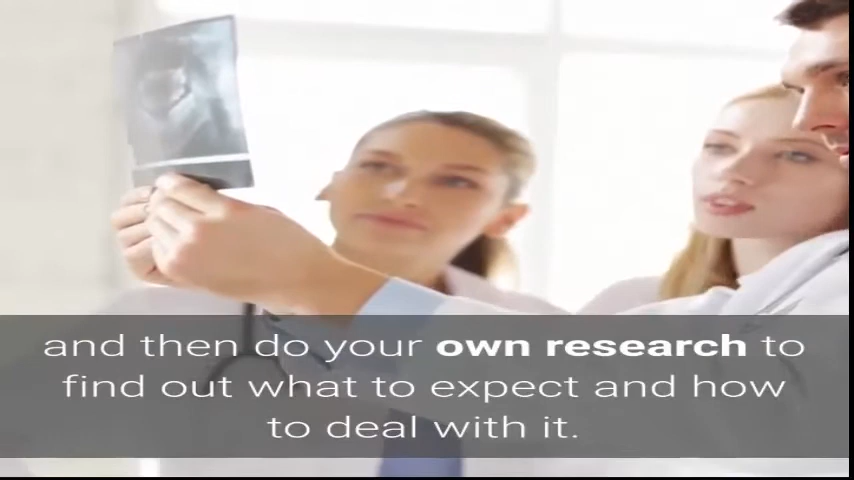 and then do your own research to
find out what to expect and how
to deal with it.